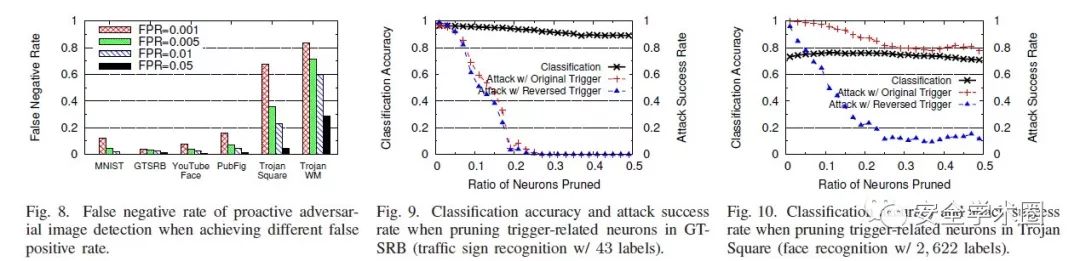 False Negative Rate
1
0.8
0.6
0.4
0.2
0
FPR=0.001
FPR=0.005
FPR=0.01
FPR=0.05
MNIST
GTSRB
YouTube
Face
PubFig
Trojan
Square
Trojan
WM
Fig. 8. False negative rate of proactive adversar-
ial image detection when achieving different false
positive rate.
Classification Accuracy
1
0.8
0.6
0.4
0.2
0
Classification
Attack w/ Original Trigger
Attack w/ Reversed Trigger
1
0.8
0.6
0.4
0.2
0
Attack Success Rate
0 0.1 0.2 0.3 0.4 0.5
Ratio of Neurons Pruned
Fig. 9. Classification accuracy and attack success
rate when pruning trigger-related neurons in GT-
SRB (traffic sign recognition w/ 43 labels).
Classification Accuracy
1
0.8
0.6
0.4
0.2
0
Classification
Attack w/ Original Trigger
Attack w/ Reversed Trigger
1
0.8
0.6
0.4
0.2
0
Attack Success Rate
0 0.1 0.2 0.3 0.4 0.5
Ratio of Neurons Pruned
Fig. 10. Classification accuracy and attack success
rate when pruning trigger-related neurons in Trojan
Square (face recognition w/ 2,622 labels).
安全学术圈